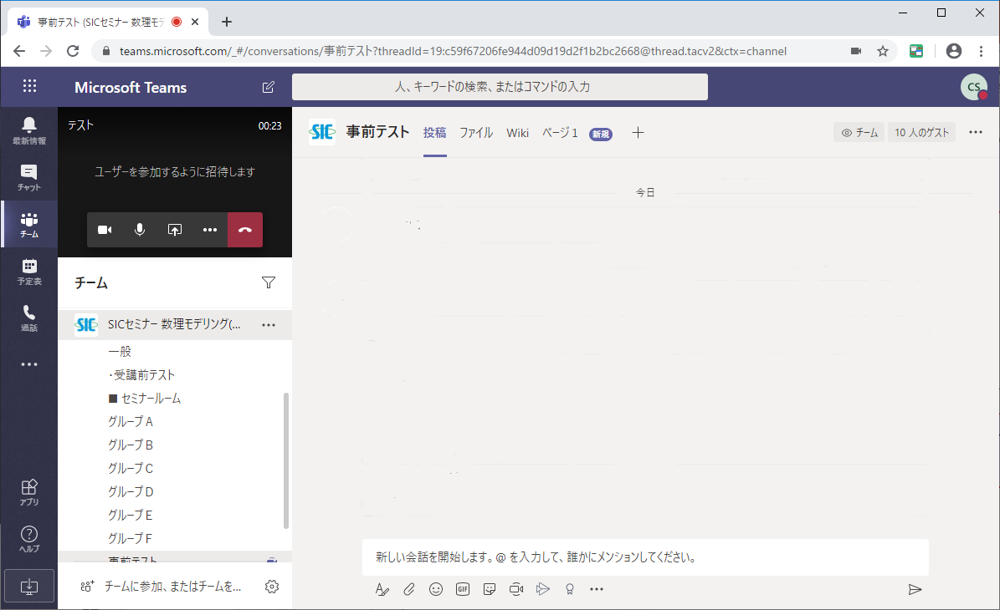 事前テスト (SICセミナー 数理モデ
teams.microsoft.com/_#/conversations/事前テスト?threadId=19:c59f67206fe944d09d19d2f1b2bc2668@thread.tacv2&ctx=channel
Microsoft Teams
人、キーワードの検索、またはコマンドの入力
CS
最新情報
チャット
チーム
予定表
通話
アプリ
ヘルプ
テスト
00:23
ユーザーを参加するように招待します
チーム
SIC
SICセミナー 数理モデリング(...
一般
・受講前テスト
■ セミナールーム
グループ A
グループ B
グループ C
グループ D
グループ E
グループ F
事前テスト
チームに参加、またはチームを...
SIC
事前テスト
投稿
ファイル
Wiki
ページ 1
新規
チーム
10 人のゲスト
今日
新しい会話を開始します。@ を入力して、誰かにメンションしてください。
GIF